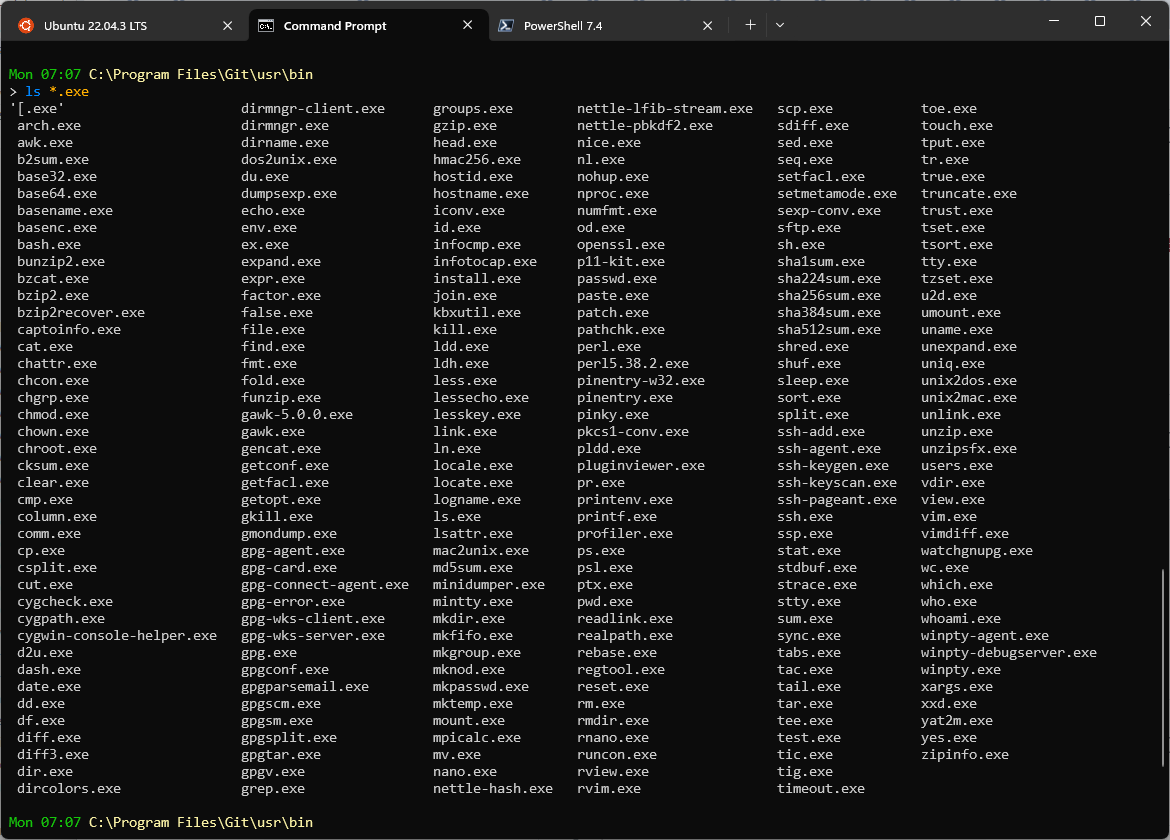 Ubuntu 22.04.3 LTS Command Prompt PowerShell 7.4
Mon 07:07 C:\Program Files\Git\usr\bin
> ls *.exe
'[.exe' dirmngr-client.exe groups.exe nettle-lfib-stream.exe scp.exe toe.exe
arch.exe dirmngr.exe gzip.exe nettle-pbkdf2.exe sdiff.exe touch.exe
awk.exe dirname.exe head.exe nice.exe sed.exe tput.exe
b2sum.exe dos2unix.exe hmac256.exe nl.exe seq.exe tr.exe
base32.exe du.exe hostid.exe nohup.exe setfacl.exe true.exe
base64.exe dumpsexp.exe hostname.exe nproc.exe setmetamode.exe truncate.exe
basename.exe echo.exe iconv.exe numfmt.exe sexp-conv.exe trust.exe
basenc.exe env.exe id.exe od.exe sftp.exe tset.exe
bash.exe ex.exe infocmp.exe openssl.exe sh.exe tsort.exe
bunzip2.exe expand.exe infotocap.exe p11-kit.exe sha1sum.exe tty.exe
bzcat.exe expr.exe install.exe passwd.exe sha224sum.exe tzset.exe
bzip2.exe factor.exe join.exe paste.exe sha256sum.exe u2d.exe
bzip2recover.exe false.exe kbxutil.exe patch.exe sha384sum.exe umount.exe
captoinfo.exe file.exe kill.exe pathchk.exe sha512sum.exe uname.exe
cat.exe find.exe ldd.exe perl.exe shred.exe unexpand.exe
chattr.exe fmt.exe ldh.exe perl5.38.2.exe shuf.exe uniq.exe
chcon.exe fold.exe less.exe pinentry-w32.exe sleep.exe unix2dos.exe
chgrp.exe funzip.exe lessecho.exe pinentry.exe sort.exe unix2mac.exe
chmod.exe gawk-5.0.0.exe lesskey.exe pinky.exe split.exe unlink.exe
chown.exe gawk.exe link.exe pkcs1-conv.exe ssh-add.exe unzip.exe
chroot.exe gencat.exe ln.exe pldd.exe ssh-agent.exe unzipsfx.exe
cksum.exe getconf.exe locale.exe pluginviewer.exe ssh-keygen.exe users.exe
clear.exe getfacl.exe locate.exe pr.exe ssh-keyscan.exe vdir.exe
cmp.exe getopt.exe logname.exe printenv.exe ssh-pageant.exe view.exe
column.exe gkill.exe ls.exe printf.exe ssh.exe vim.exe
comm.exe gmondump.exe lsattr.exe profiler.exe ssp.exe vimdiff.exe
cp.exe gpg-agent.exe mac2unix.exe ps.exe stat.exe watchgnupg.exe
csplit.exe gpg-card.exe md5sum.exe psl.exe stdbuf.exe wc.exe
cut.exe gpg-connect-agent.exe minidumper.exe ptx.exe strace.exe which.exe
cygcheck.exe gpg-error.exe mintty.exe pwd.exe stty.exe who.exe
cygpath.exe gpg-wks-client.exe mkdir.exe readlink.exe sum.exe whoami.exe
cygwin-console-helper.exe gpg-wks-server.exe mkfifo.exe realpath.exe sync.exe winpty-agent.exe
d2u.exe gpg.exe mkgroup.exe rebase.exe tabs.exe winpty-debugserver.exe
dash.exe gpgconf.exe mknod.exe regtool.exe tac.exe winpty.exe
date.exe gpgparsemail.exe mkpasswd.exe reset.exe tail.exe xargs.exe
dd.exe gpgscm.exe mktemp.exe rm.exe tar.exe xxd.exe
df.exe gpgsm.exe mount.exe rmdir.exe tee.exe yat2m.exe
diff.exe gpgsplit.exe mpicalc.exe rnano.exe test.exe yes.exe
diff3.exe gpgtar.exe mv.exe runcon.exe tic.exe zipinfo.exe
dir.exe gpgv.exe nano.exe rview.exe tig.exe
dircolors.exe grep.exe nettle-hash.exe rvim.exe timeout.exe
Mon 07:07 C:\Program Files\Git\usr\bin